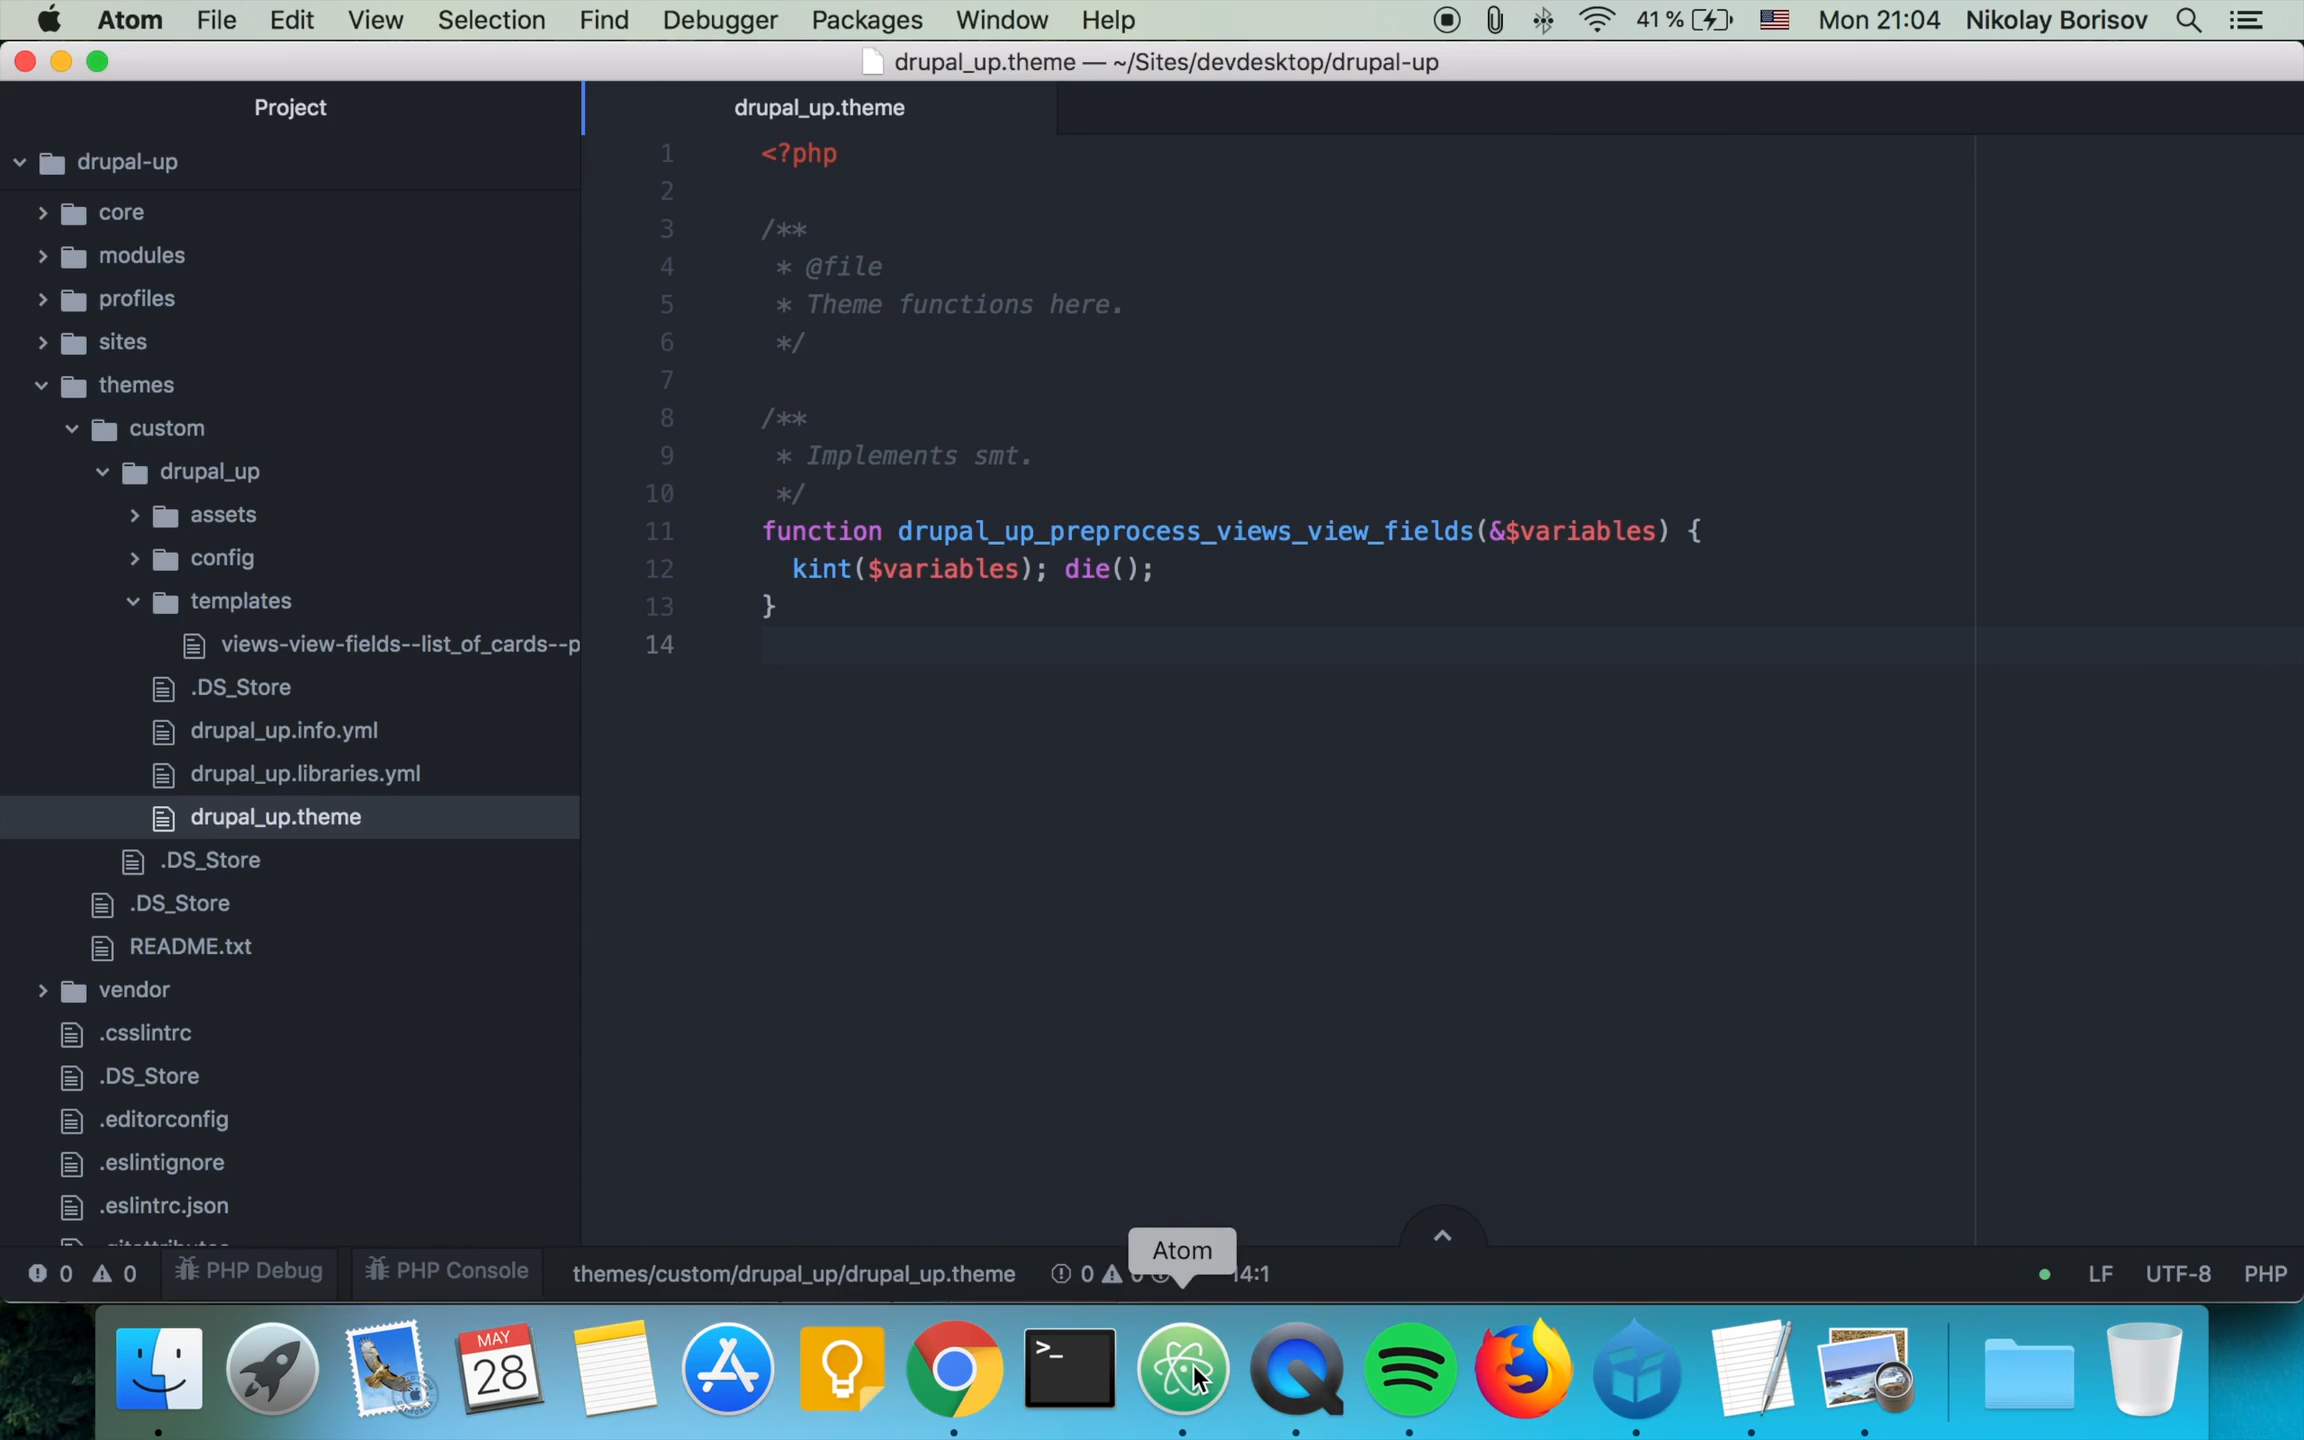 Atom File Edit View Selection Find Debugger Packages Window Help 41 % Mon 21:04 Nikolay Borisov
drupal_up.theme — ~/Sites/devdesktop/drupal-up
Project
drupal-up
core
modules
profiles
sites
themes
custom
drupal_up
assets
config
templates
views-view-fields--list_of_cards--p
.DS_Store
drupal_up.info.yml
drupal_up.libraries.yml
drupal_up.theme
.DS_Store
.DS_Store
README.txt
vendor
.csslintrc
.DS_Store
.editorconfig
.eslintignore
.eslintrc.json
drupal_up.theme
1 <?php
2
3 /**
4 * @file
5 * Theme functions here.
6 */
7
8 /**
9 * Implements smt.
10 */
11 function drupal_up_preprocess_views_view_fields(&$variables) {
12 kint($variables); die();
13 }
14
0 0 PHP Debug PHP Console themes/custom/drupal_up/drupal_up.theme 0 14:1 LF UTF-8 PHP
Atom
MAY
28
>_